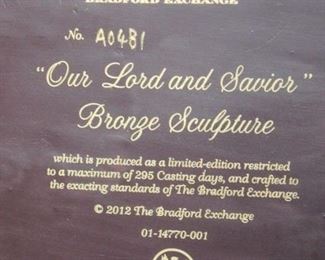 BRADFORD EXCHANGE
No. A0481
"Our Lord and Savior"
Bronze Sculpture
which is produced as a limited-edition restricted
to a maximum of 295 Casting days, and crafted to
the exacting standards of The Bradford Exchange
© 2012 The Bradford Exchange
01-14770-001